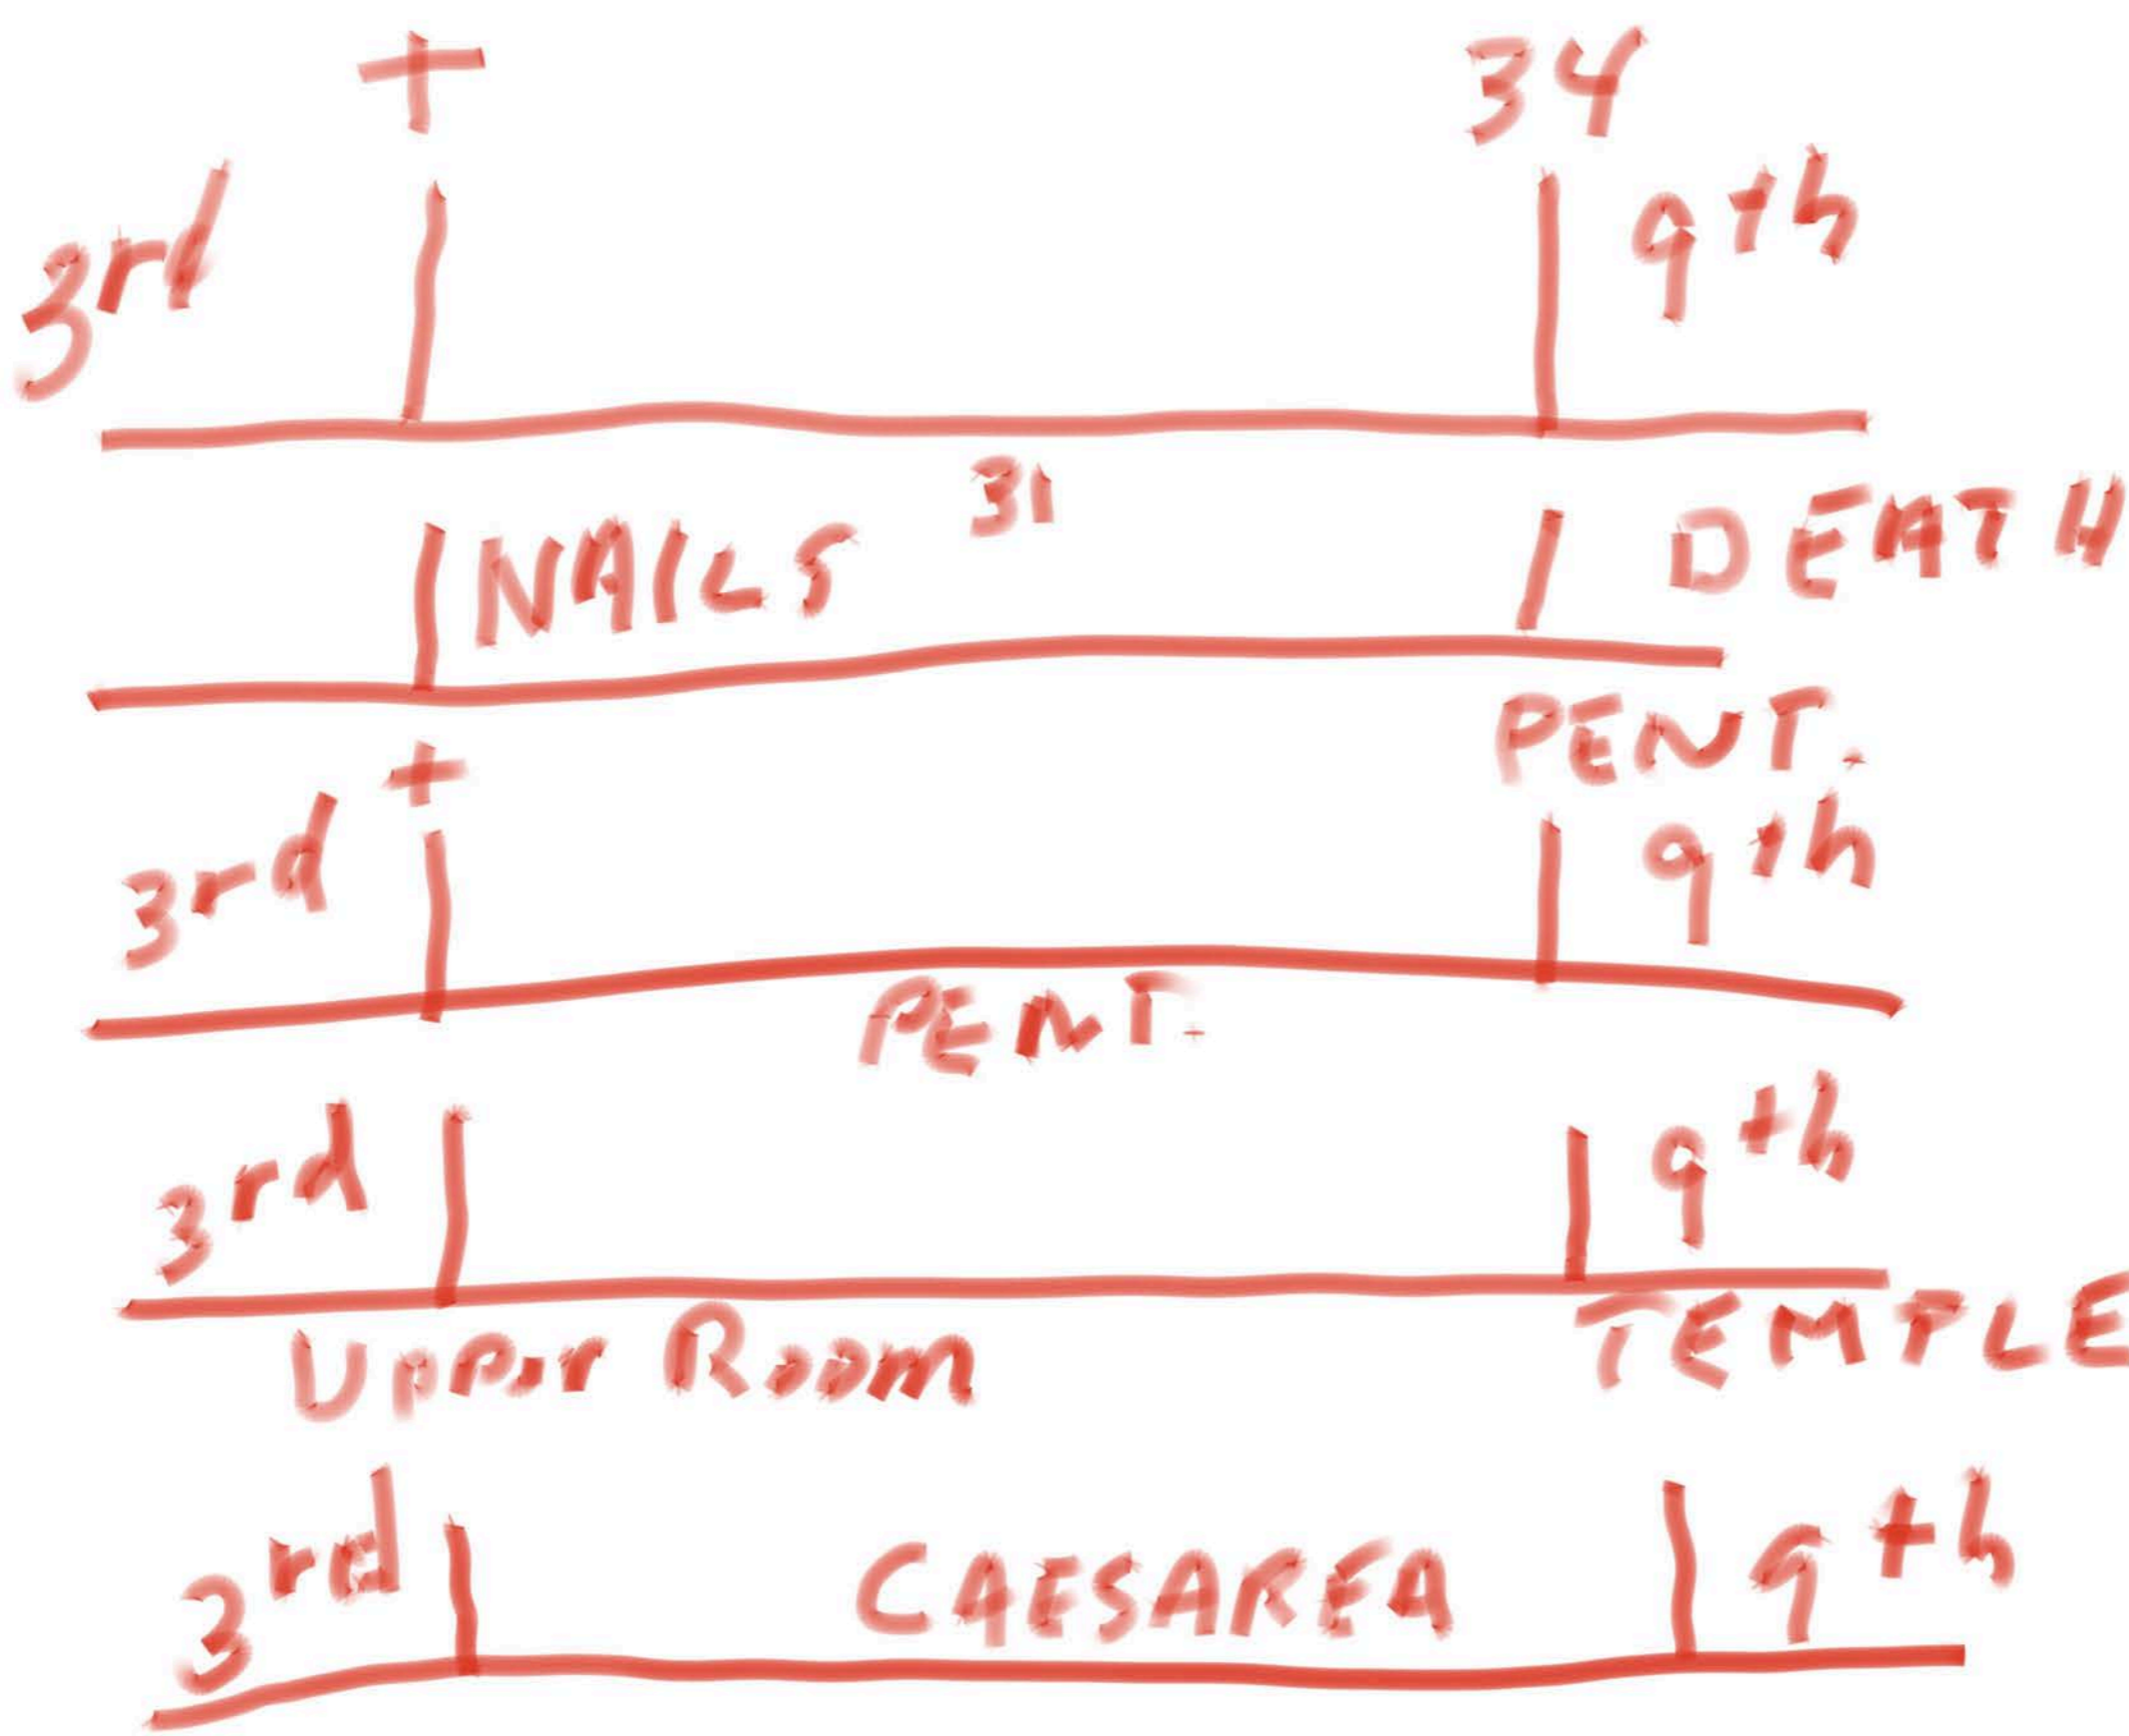 + 34
3rd 9th
31
NAILS DEATH
PENT.
3rd + 9th
PENT.
3rd 9th
Upper Room TEMPLE
3rd CAESAREA 9th